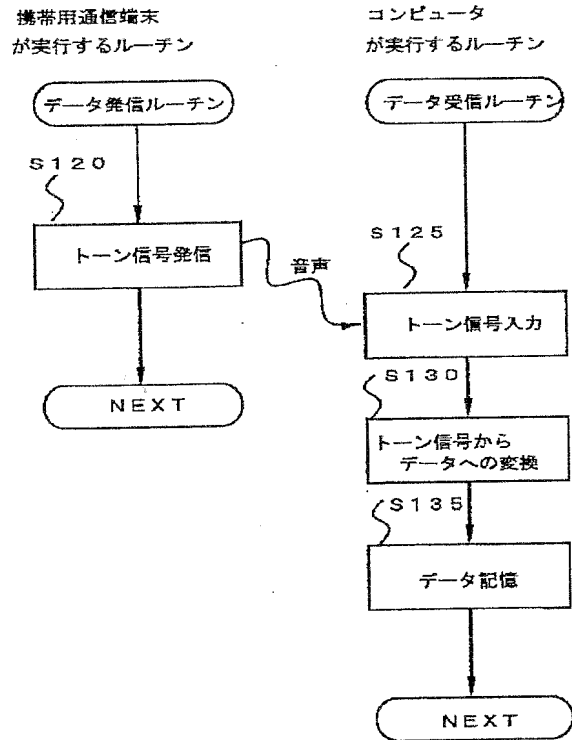 携帯用通信端末
が実行するルーチン
データ発信ルーチン
S120
トーン信号発信
音声
NEXT
コンピュータ
が実行するルーチン
データ受信ルーチン
S125
トーン信号入力
S130
トーン信号から
データへの変換
S135
データ記憶
NEXT